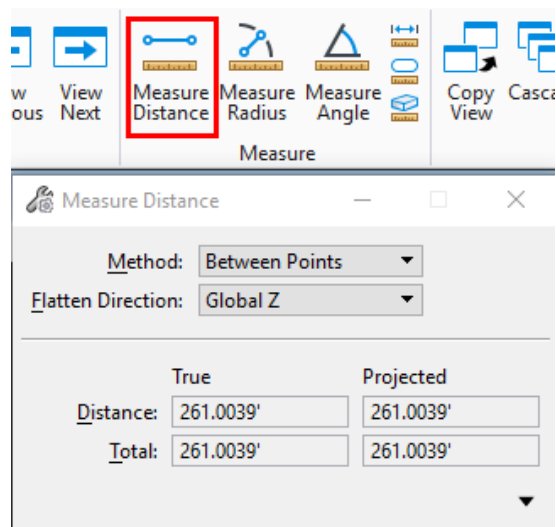 w View Measure Measure Measure Copy Casca
ous Next Distance Radius Angle View
Measure
Measure Distance
Method: Between Points
Flatten Direction: Global Z
True Projected
Distance: 261.0039' 261.0039'
Total: 261.0039' 261.0039'